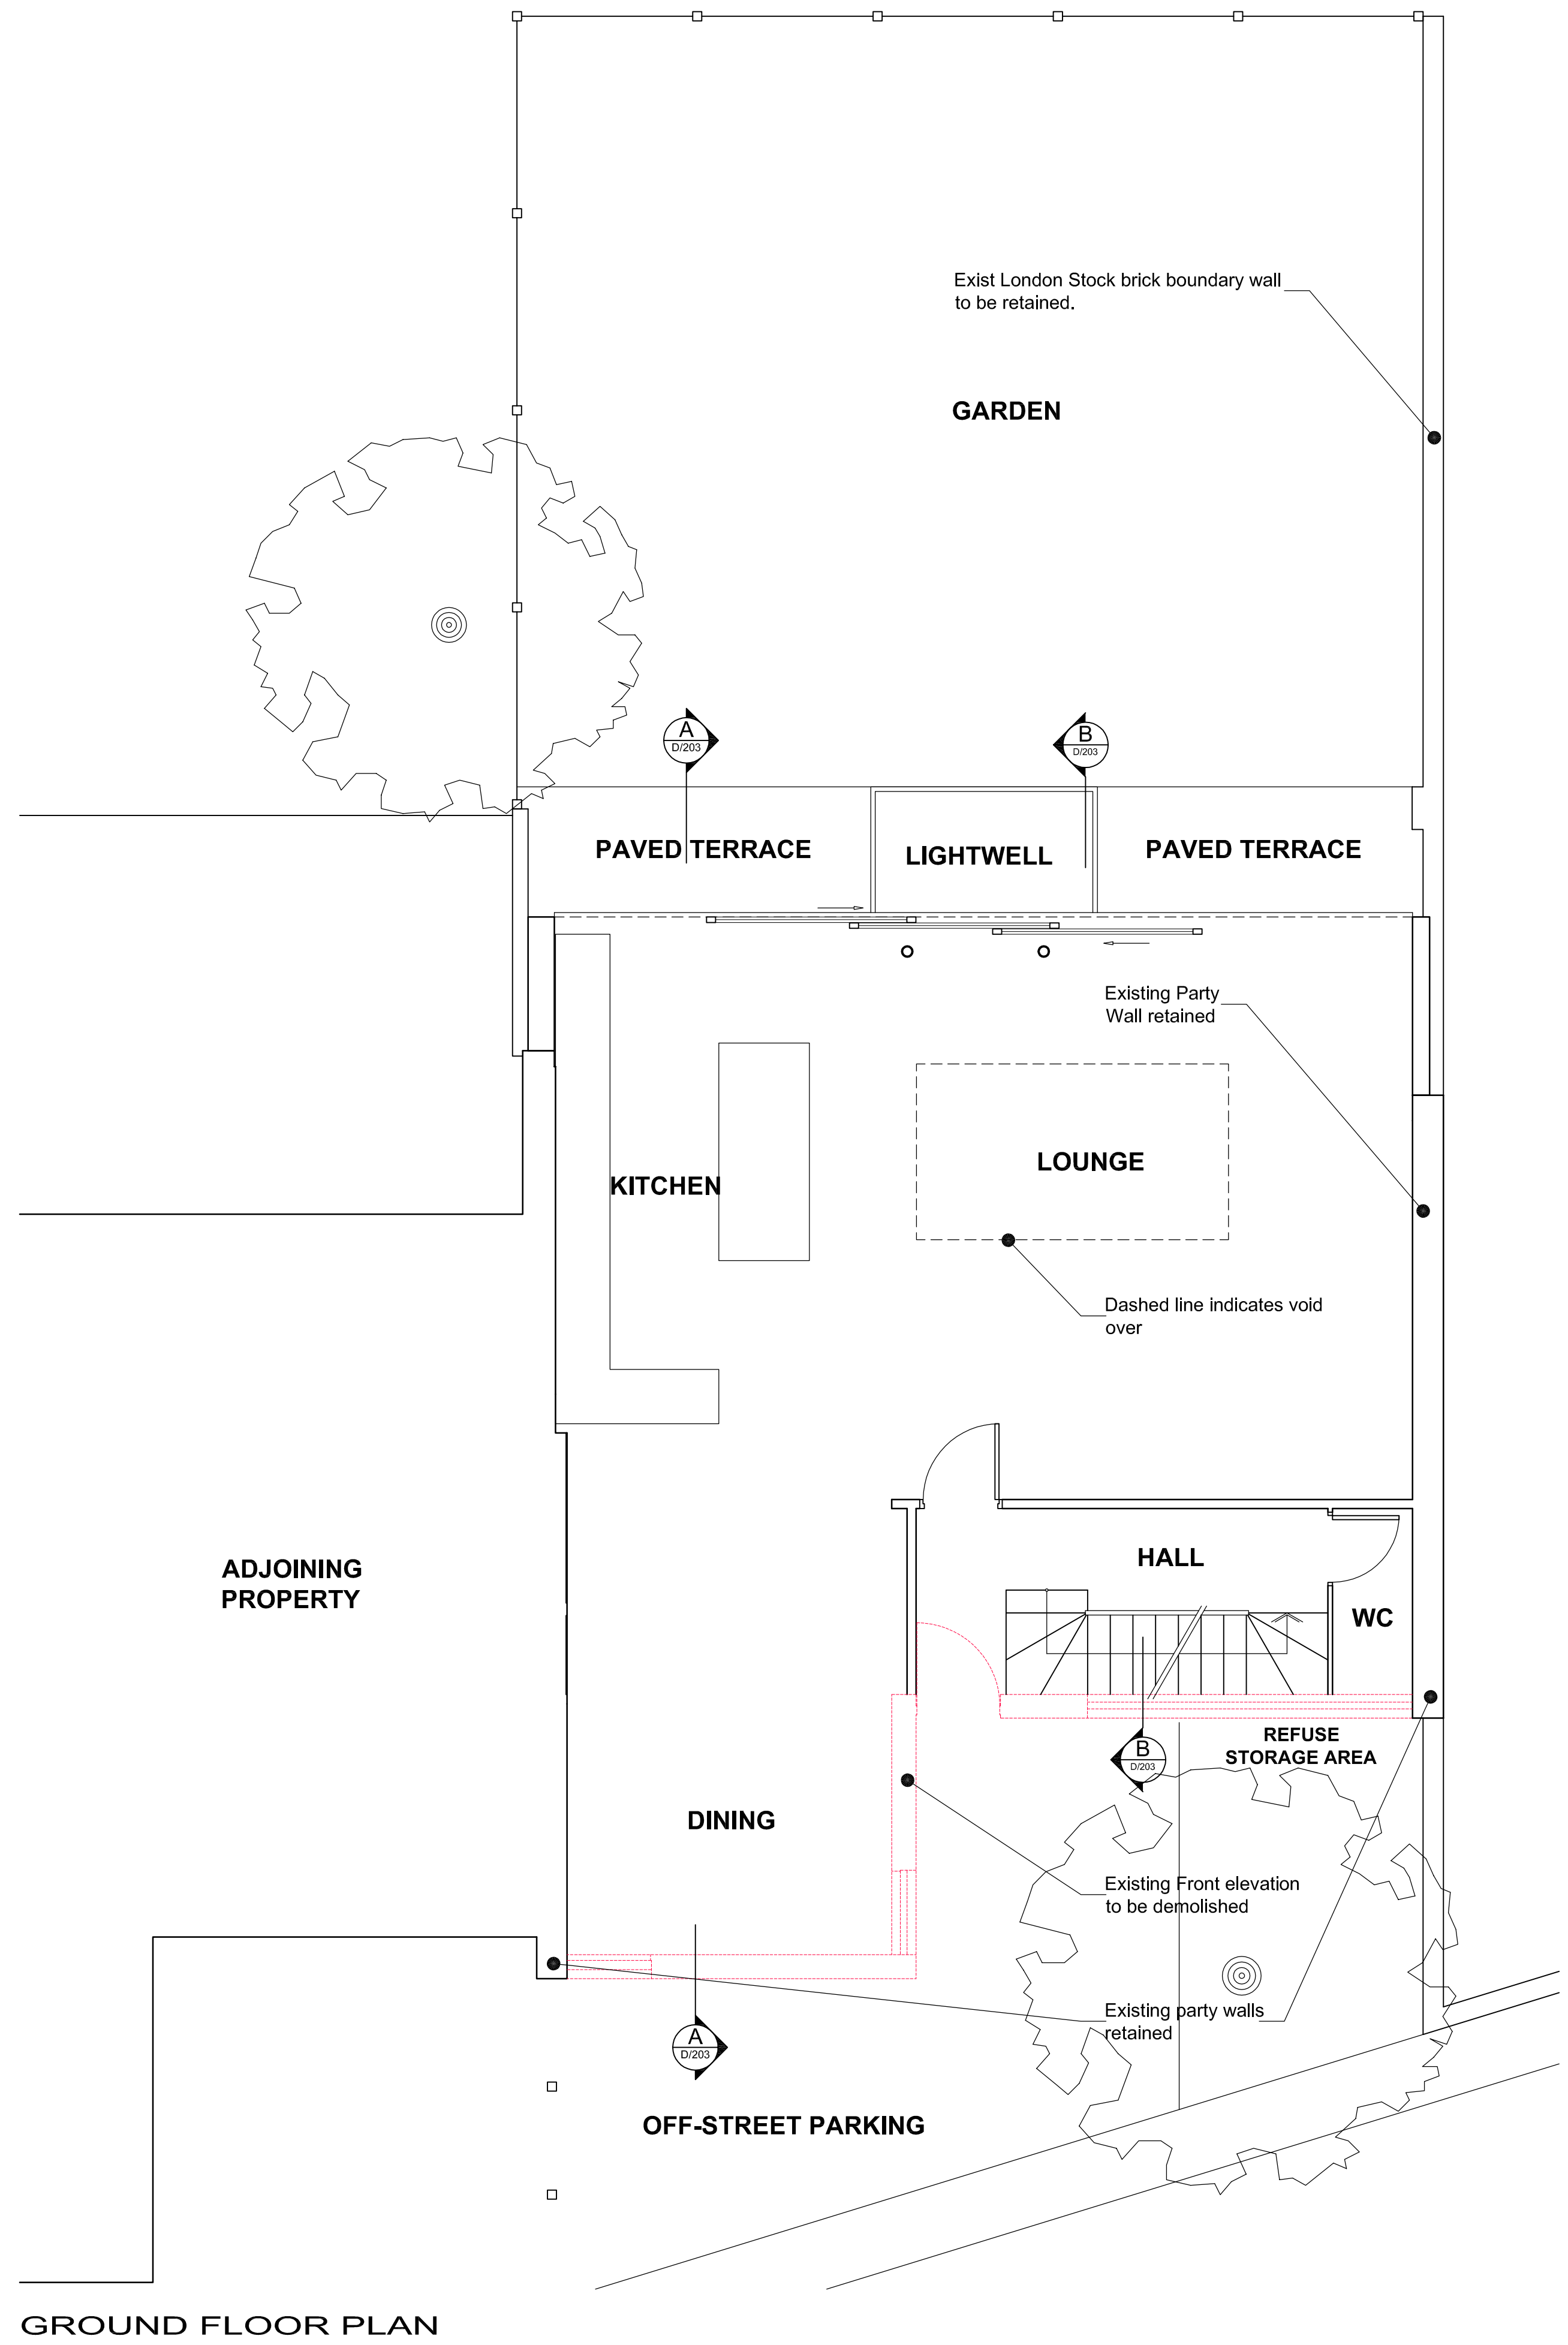 Exist London Stock brick boundary wall
to be retained.
GARDEN
A
D/203
B
D/203
PAVED TERRACE
LIGHTWELL
PAVED TERRACE
Existing Party
Wall retained
LOUNGE
KITCHEN
Dashed line indicates void
over
HALL
ADJOINING
PROPERTY
WC
REFUSE
STORAGE AREA
B
D/203
DINING
Existing Front elevation
to be demolished
Existing party walls
retained
A
D/203
OFF-STREET PARKING
GROUND FLOOR PLAN